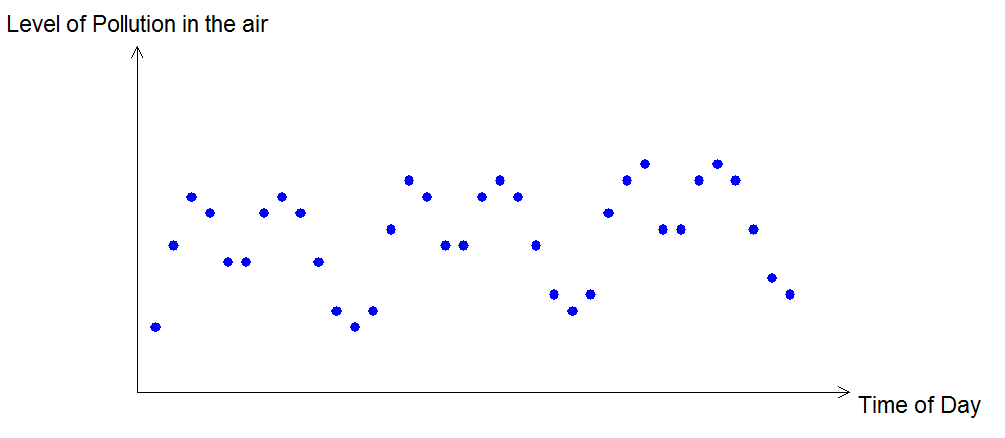 Level of Pollution in the air
Time of Day